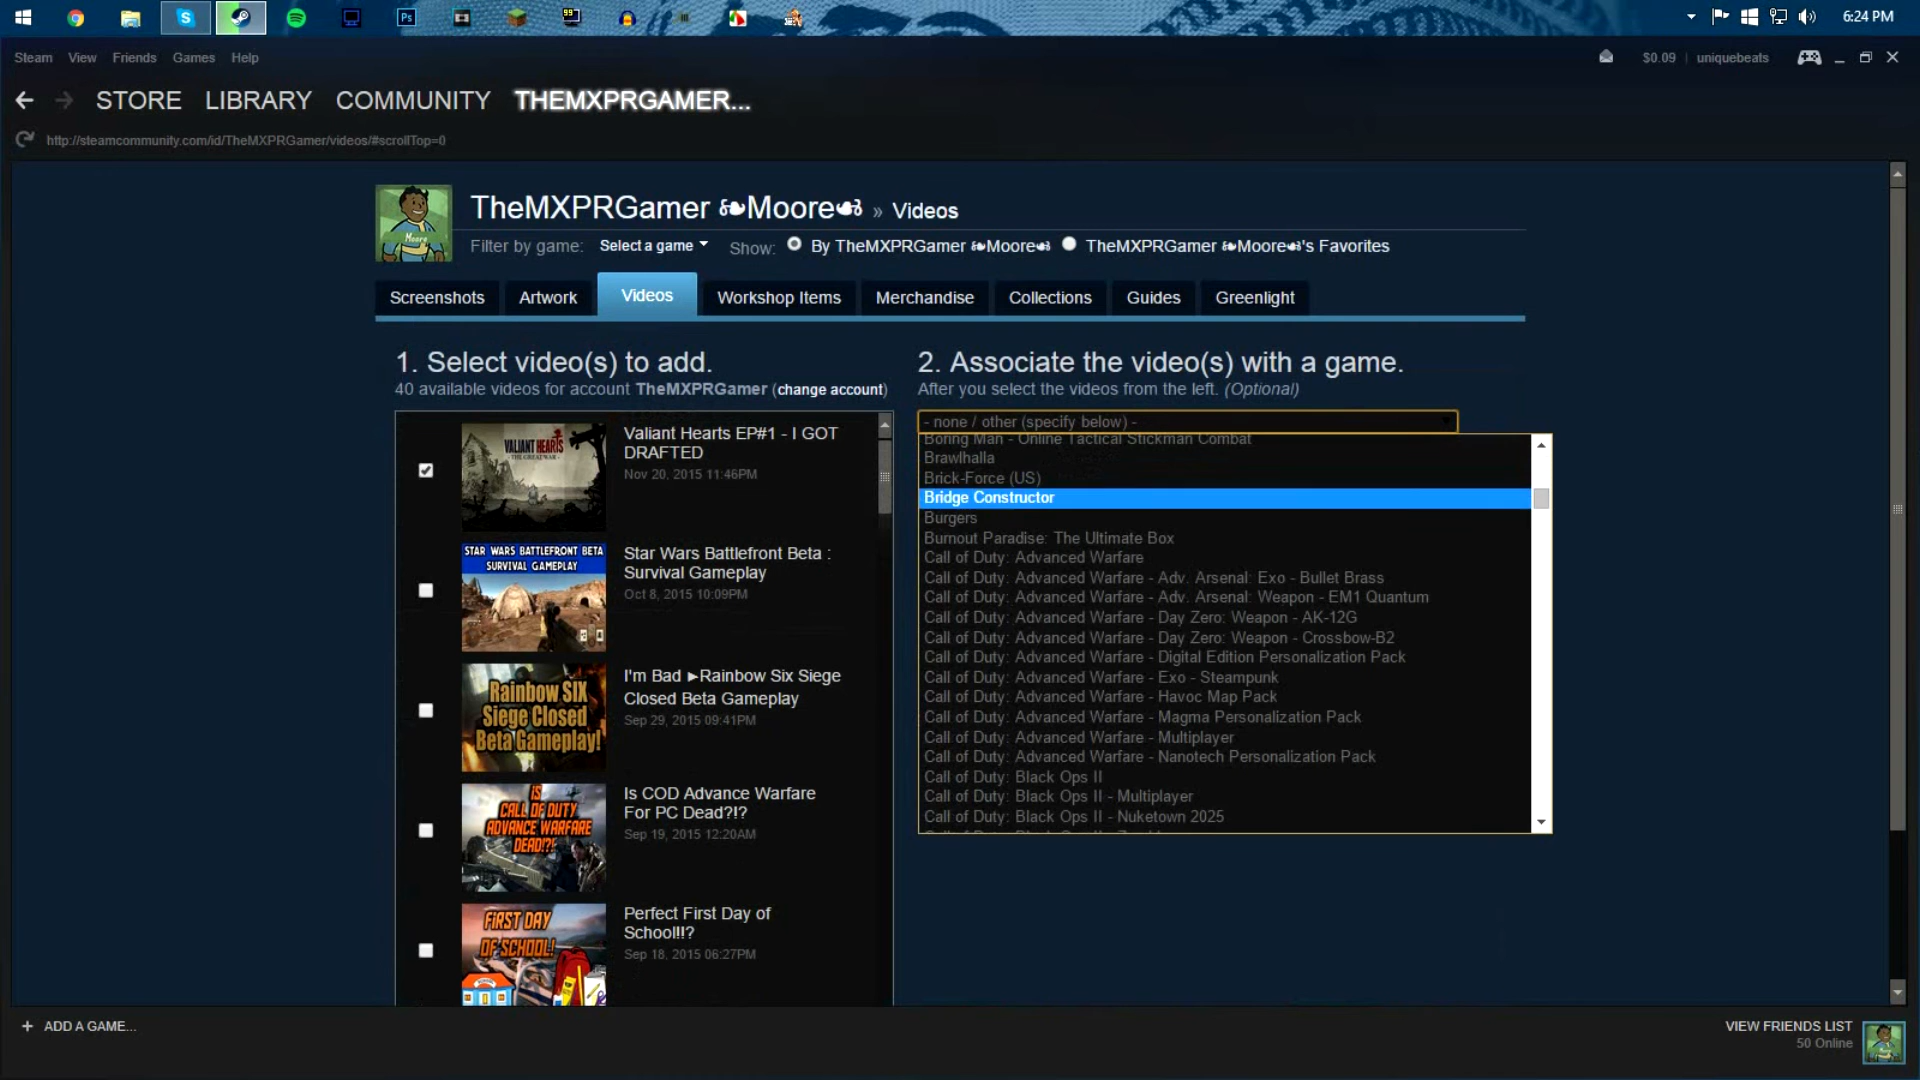 Ps
99
6:24 PM
Steam View Friends Games Help
$0.09 | uniquebeats
STORE LIBRARY COMMUNITY THEMXPRGAMER...
http://steamcommunity.com/id/TheMXPRGamer/videos/#scrollTop=0
TheMXPRGamer Moore » Videos
Filter by game: Select a game Show: By TheMXPRGamer Moore TheMXPRGamer Moore's Favorites
Screenshots Artwork Videos Workshop Items Merchandise Collections Guides Greenlight
1. Select video(s) to add.
40 available videos for account TheMXPRGamer (change account)
VALIANT HEARTS
THE GREAT WAR
Valiant Hearts EP#1 - I GOT
DRAFTED
Nov 20, 2015 11:46PM
STAR WARS BATTLEFRONT BETA
SURVIVAL GAMEPLAY
Star Wars Battlefront Beta :
Survival Gameplay
Oct 8, 2015 10:09PM
Rainbow SIX
Siege Closed
Beta Gameplay!
I'm Bad ►Rainbow Six Siege
Closed Beta Gameplay
Sep 29, 2015 09:41PM
IS
CALL OF DUTY
ADVANCE WARFARE
DEAD!?!
Is COD Advance Warfare
For PC Dead?!?
Sep 19, 2015 12:20AM
FIRST DAY
OF SCHOOL!
Perfect First Day of
School!!?
Sep 18, 2015 06:27PM
2. Associate the video(s) with a game.
After you select the videos from the left. (Optional)
- none / other (specify below) -
Boring Man - Online Tactical Stickman Combat
Brawlhalla
Brick-Force (US)
Bridge Constructor
Burgers
Burnout Paradise: The Ultimate Box
Call of Duty: Advanced Warfare
Call of Duty: Advanced Warfare - Adv. Arsenal: Exo - Bullet Brass
Call of Duty: Advanced Warfare - Adv. Arsenal: Weapon - EM1 Quantum
Call of Duty: Advanced Warfare - Day Zero: Weapon - AK-12G
Call of Duty: Advanced Warfare - Day Zero: Weapon - Crossbow-B2
Call of Duty: Advanced Warfare - Digital Edition Personalization Pack
Call of Duty: Advanced Warfare - Exo - Steampunk
Call of Duty: Advanced Warfare - Havoc Map Pack
Call of Duty: Advanced Warfare - Magma Personalization Pack
Call of Duty: Advanced Warfare - Multiplayer
Call of Duty: Advanced Warfare - Nanotech Personalization Pack
Call of Duty: Black Ops II
Call of Duty: Black Ops II - Multiplayer
Call of Duty: Black Ops II - Nuketown 2025
+ ADD A GAME...
VIEW FRIENDS LIST
50 Online